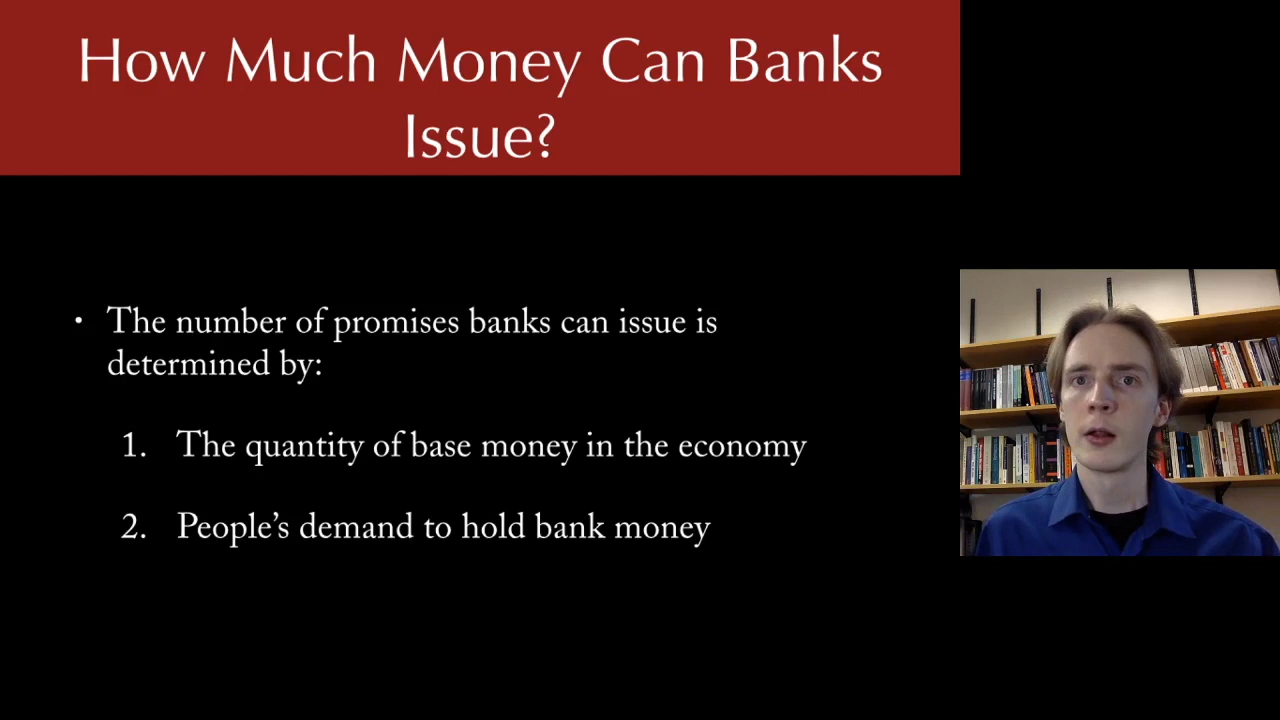 How Much Money Can Banks
Issue?
• The number of promises banks can issue is
determined by:
1. The quantity of base money in the economy
2. People’s demand to hold bank money